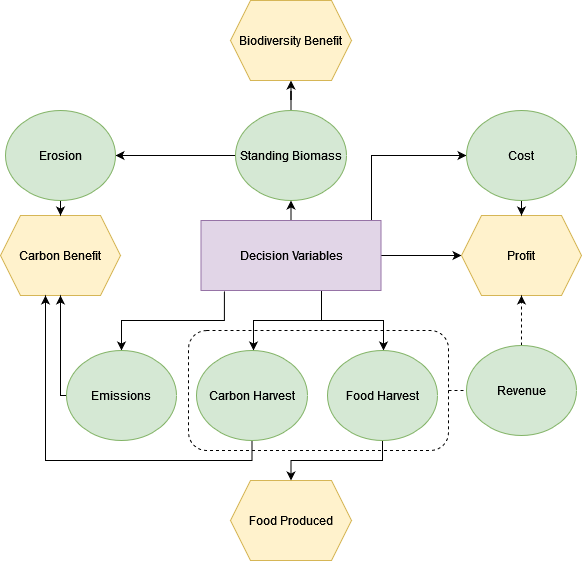 Biodiversity Benefit
Erosion
Standing Biomass
Cost
Carbon Benefit
Decision Variables
Profit
Emissions
Carbon Harvest
Food Harvest
Revenue
Food Produced